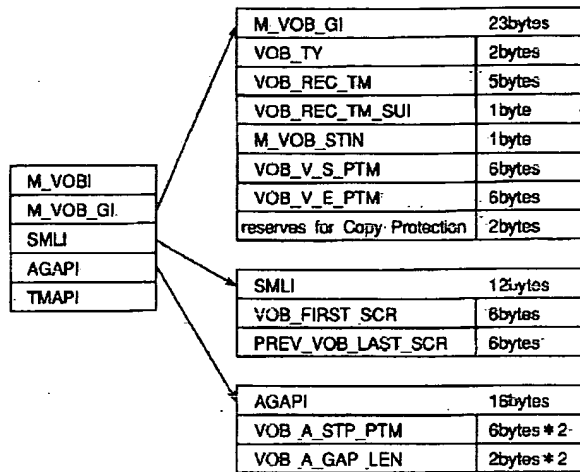 M_VOB_GI 23bytes
VOB_TY 2bytes
VOB_REC_TM 5bytes
VOB_REC_TM_SUI 1byte
M_VOB_STIN 1byte
VOB_V_S_PTM 6bytes
VOB_V_E_PTM 6bytes
reserves for Copy Protection 2bytes
M_VOBI
M_VOB_GI
SMLI
AGAPI
TMAPI
SMLI 12bytes
VOB_FIRST_SCR 6bytes
PREV_VOB_LAST_SCR 6bytes
AGAPI 16bytes
VOB_A_STP_PTM 6bytes*2
VOB_A_GAP_LEN 2bytes*2